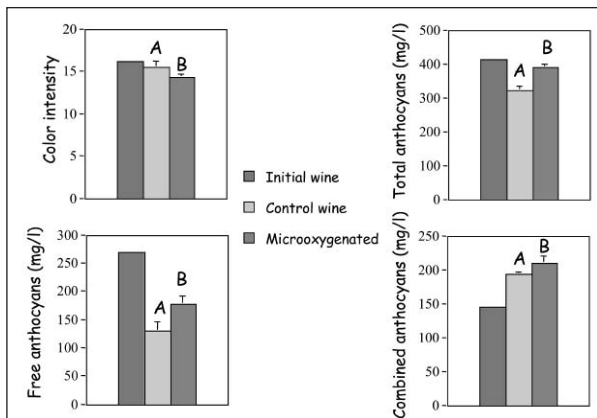 Color intensity
20
15
10
5
0
A
B
Total anthocyans (mg/l)
500
400
300
200
100
0
A
B
Initial wine
Control wine
Microoxygenated
Free anthocyans (mg/l)
300
250
200
150
100
50
0
A
B
Combined anthocyans (mg/l)
250
200
150
100
50
0
A
B